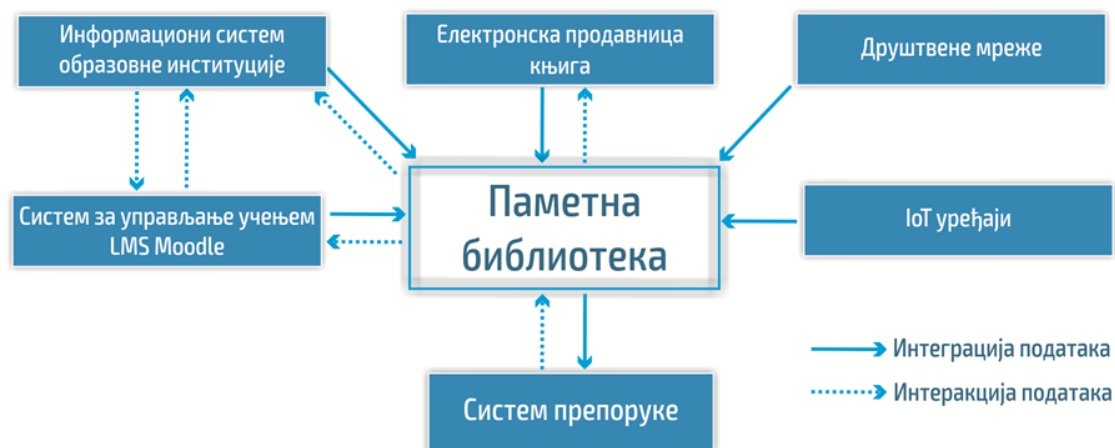 Информациони систем
образовне институције
Електронска продавница
књига
Друштвене мреже
Паметна
библиотека
Систем за управљање учењем
LMS Moodle
IoT уређаји
Интеграција података
Интеракција података
Систем препоруке